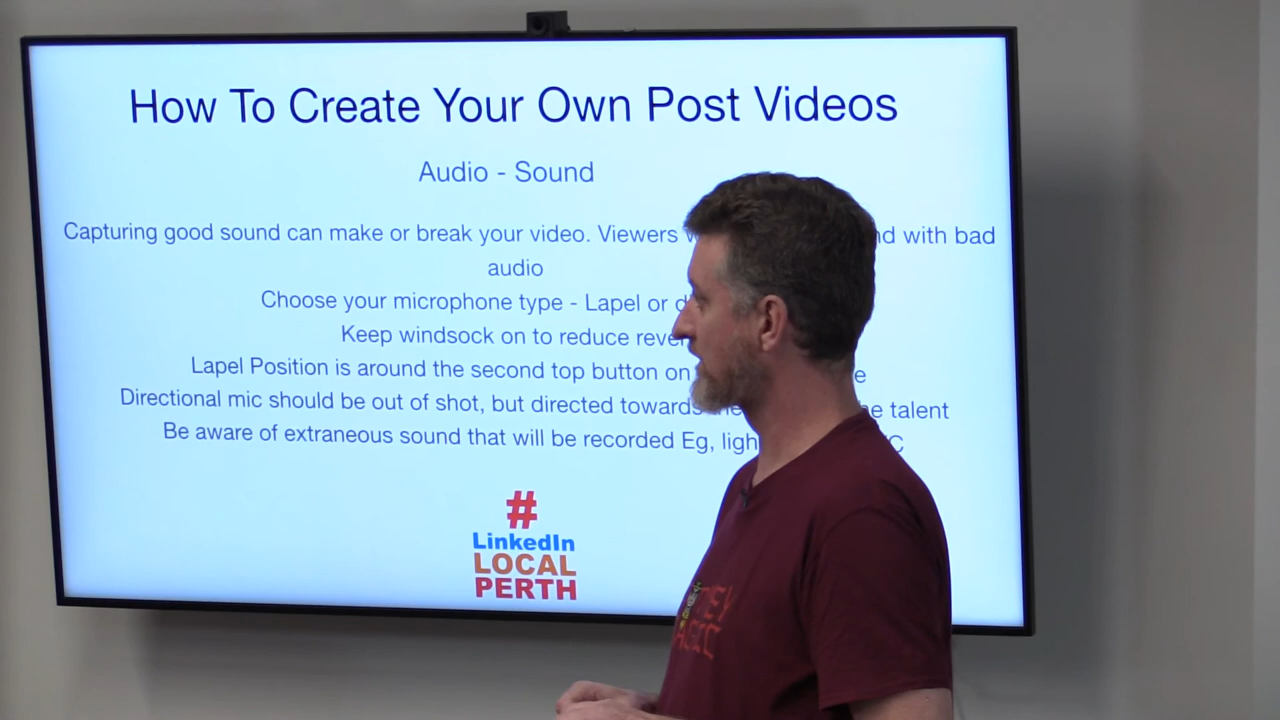 How To Create Your Own Post Videos
Audio - Sound
Capturing good sound can make or break your video. Viewers with bad
audio
Choose your microphone type - Lapel or
Keep windsock on to reduce
Lapel Position is around the second top button on
Directional mic should be out of shot, but directed towards the talent
Be aware of extraneous sound that will be recorded Eg,
#
LinkedIn
LOCAL
PERTH